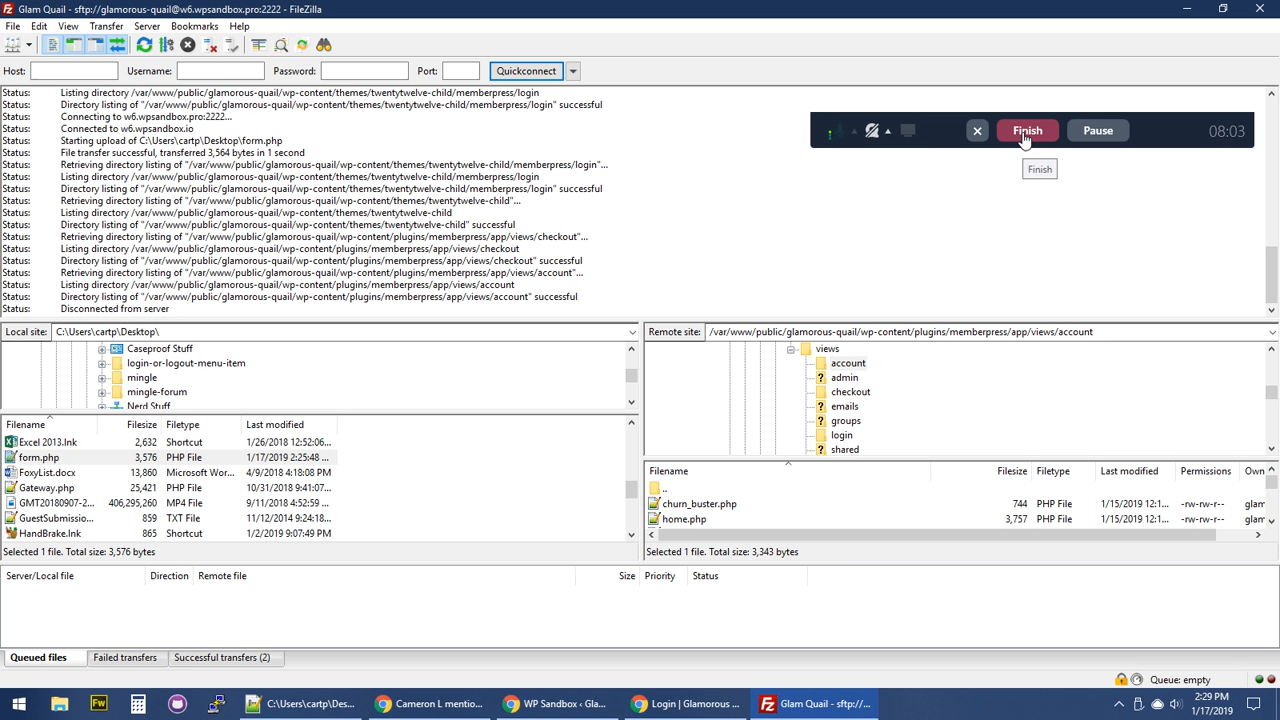 Glam Quail - sftp://glamorous-quail@w6.wpsandbox.pro:2222 - FileZilla
File Edit View Transfer Server Bookmarks Help
Host: Username: Password: Port: Quickconnect
Status: Listing directory /var/www/public/glamorous-quail/wp-content/themes/twentytwelve-child/memberpress/login
Status: Directory listing of "/var/www/public/glamorous-quail/wp-content/themes/twentytwelve-child/memberpress/login" successful
Status: Connecting to w6.wpsandbox.pro:2222...
Status: Connected to w6.wpsandbox.io
Status: Starting upload of C:\Users\cartp\Desktop\form.php
Status: File transfer successful, transferred 3,564 bytes in 1 second
Status: Retrieving directory listing of "/var/www/public/glamorous-quail/wp-content/themes/twentytwelve-child/memberpress/login"...
Status: Listing directory /var/www/public/glamorous-quail/wp-content/themes/twentytwelve-child/memberpress/login
Status: Directory listing of "/var/www/public/glamorous-quail/wp-content/themes/twentytwelve-child/memberpress/login" successful
Status: Retrieving directory listing of "/var/www/public/glamorous-quail/wp-content/themes/twentytwelve-child"...
Status: Listing directory /var/www/public/glamorous-quail/wp-content/themes/twentytwelve-child
Status: Directory listing of "/var/www/public/glamorous-quail/wp-content/themes/twentytwelve-child" successful
Status: Retrieving directory listing of "/var/www/public/glamorous-quail/wp-content/plugins/memberpress/app/views/checkout"...
Status: Listing directory /var/www/public/glamorous-quail/wp-content/plugins/memberpress/app/views/checkout
Status: Directory listing of "/var/www/public/glamorous-quail/wp-content/plugins/memberpress/app/views/checkout" successful
Status: Retrieving directory listing of "/var/www/public/glamorous-quail/wp-content/plugins/memberpress/app/views/account"...
Status: Listing directory /var/www/public/glamorous-quail/wp-content/plugins/memberpress/app/views/account
Status: Directory listing of "/var/www/public/glamorous-quail/wp-content/plugins/memberpress/app/views/account" successful
Status: Disconnected from server
Finish Pause 08:03
Finish
Local site: C:\Users\cartp\Desktop\
Caseproof Stuff
login-or-logout-menu-item
mingle
mingle-forum
Nerd Stuff
Filename Filesize Filetype Last modified
Excel 2013.lnk 2,632 Shortcut 1/26/2018 12:52:06...
form.php 3,576 PHP File 1/17/2019 2:25:48 ...
FoxyList.docx 13,860 Microsoft Wor... 4/9/2018 4:18:08 PM
Gateway.php 25,421 PHP File 10/31/2018 9:41:07...
GMT20180907-2... 406,295,260 MP4 File 9/11/2018 4:52:59 ...
GuestSubmissio... 859 TXT File 11/12/2014 9:24:18...
HandBrake.lnk 865 Shortcut 1/2/2019 9:07:49 PM
Selected 1 file. Total size: 3,576 bytes
Remote site: /var/www/public/glamorous-quail/wp-content/plugins/memberpress/app/views/account
views
account
admin
checkout
emails
groups
login
shared
Filename Filesize Filetype Last modified Permissions Own
..
churn_buster.php 744 PHP File 1/15/2019 12:1... -rw-rw-r-- glam
home.php 3,757 PHP File 1/15/2019 12:1... -rw-rw-r-- glam
Selected 1 file. Total size: 3,343 bytes
Server/Local file Direction Remote file Size Priority Status
Queued files Failed transfers Successful transfers (2)
Queue: empty
Fw C:\Users\cartp\Des... Cameron L mentio... WP Sandbox ‹ Gla... Login | Glamorous ... Glam Quail - sftp://...
2:29 PM
1/17/2019